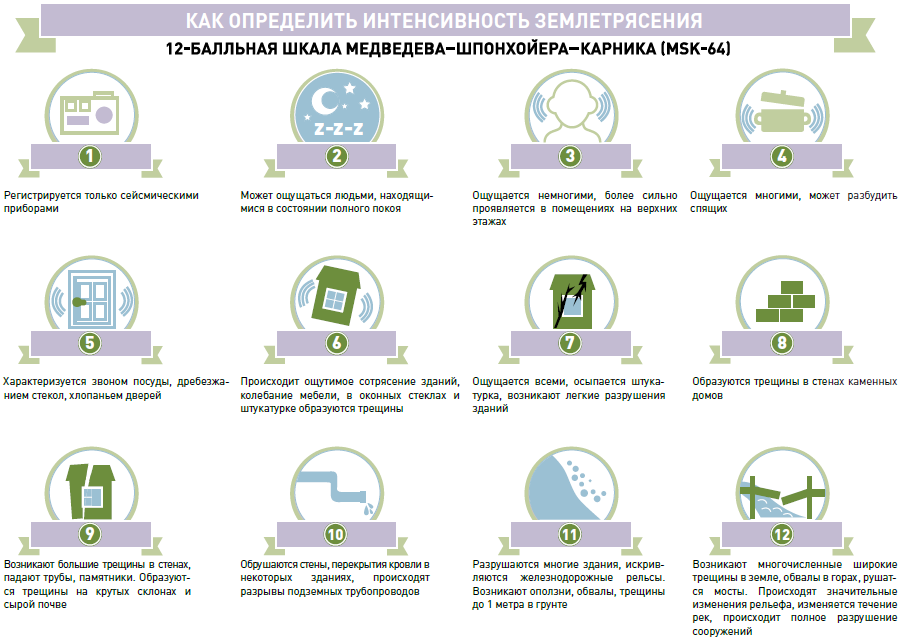 КАК ОПРЕДЕЛИТЬ ИНТЕНСИВНОСТЬ ЗЕМЛЕТРЯСЕНИЯ
12-БАЛЛЬНАЯ ШКАЛА МЕДВЕДЕВА–ШПОНХОЙЕРА–КАРНИКА (MSK-64)
1
Регистрируется только сейсмическими
приборами
z-z-z
2
Может ощущаться людьми, находящи-
мися в состоянии полного покоя
3
Ощущается немногими, более сильно
проявляется в помещениях на верхних
этажах
4
Ощущается многими, может разбудить
спящих
5
Характеризуется звоном посуды, дребезжа-
нием стекол, хлопаньем дверей
6
Происходит ощутимое сотрясение зданий,
колебание мебели, в оконных стеклах и
штукатурке образуются трещины
7
Ощущается всеми, осыпается штука-
турка, возникают легкие разрушения
зданий
8
Образуются трещины в стенах каменных
домов
9
Возникают большие трещины в стенах,
падают трубы, памятники. Образуют-
ся трещины на крутых склонах и
сырой почве
10
Обрушаются стены, перекрытия кровли в
некоторых зданиях, происходят
разрывы подземных трубопроводов
11
Разрушаются многие здания, искрив-
ляются железнодорожные рельсы.
Возникают оползни, обвалы, трещины
до 1 метра в грунте
12
Возникают многочисленные широкие
трещины в земле, обвалы в горах, рушат-
ся мосты. Происходят значительные
изменения рельефа, изменяется течение
рек, происходит полное разрушение
сооружений